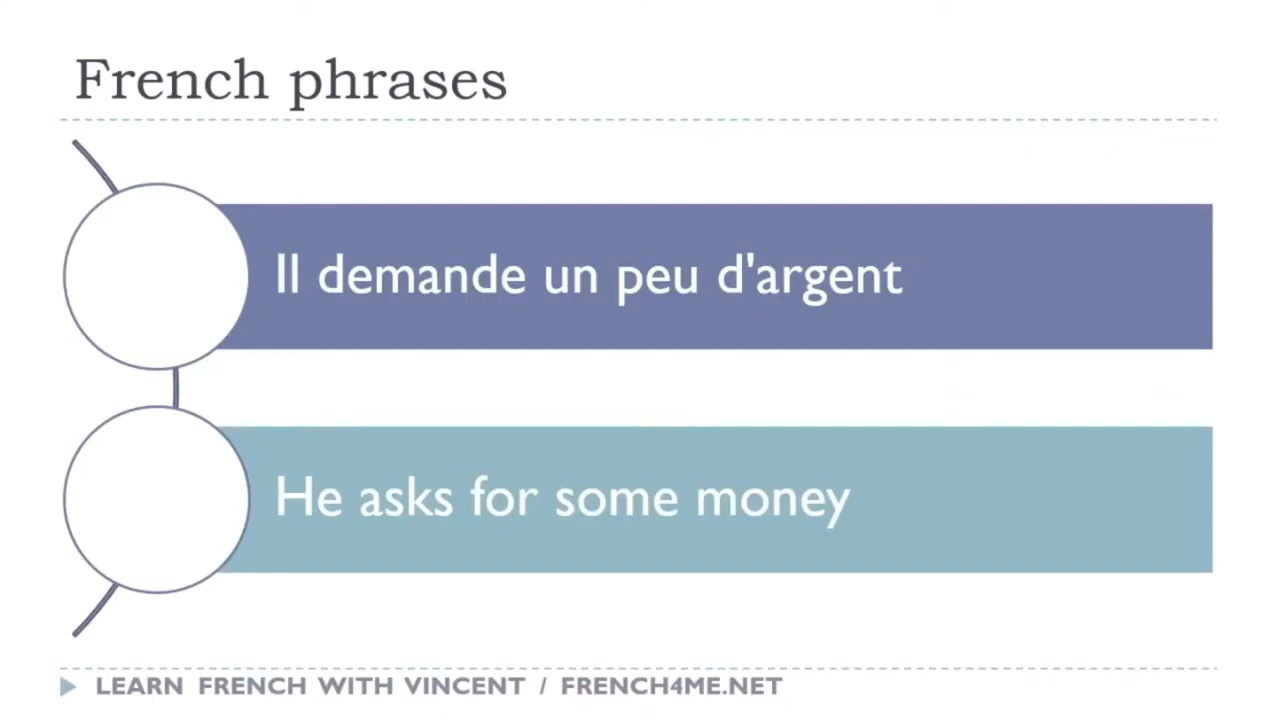 French phrases
Il demande un peu d'argent
He asks for some money
LEARN FRENCH WITH VINCENT / FRENCH4ME.NET